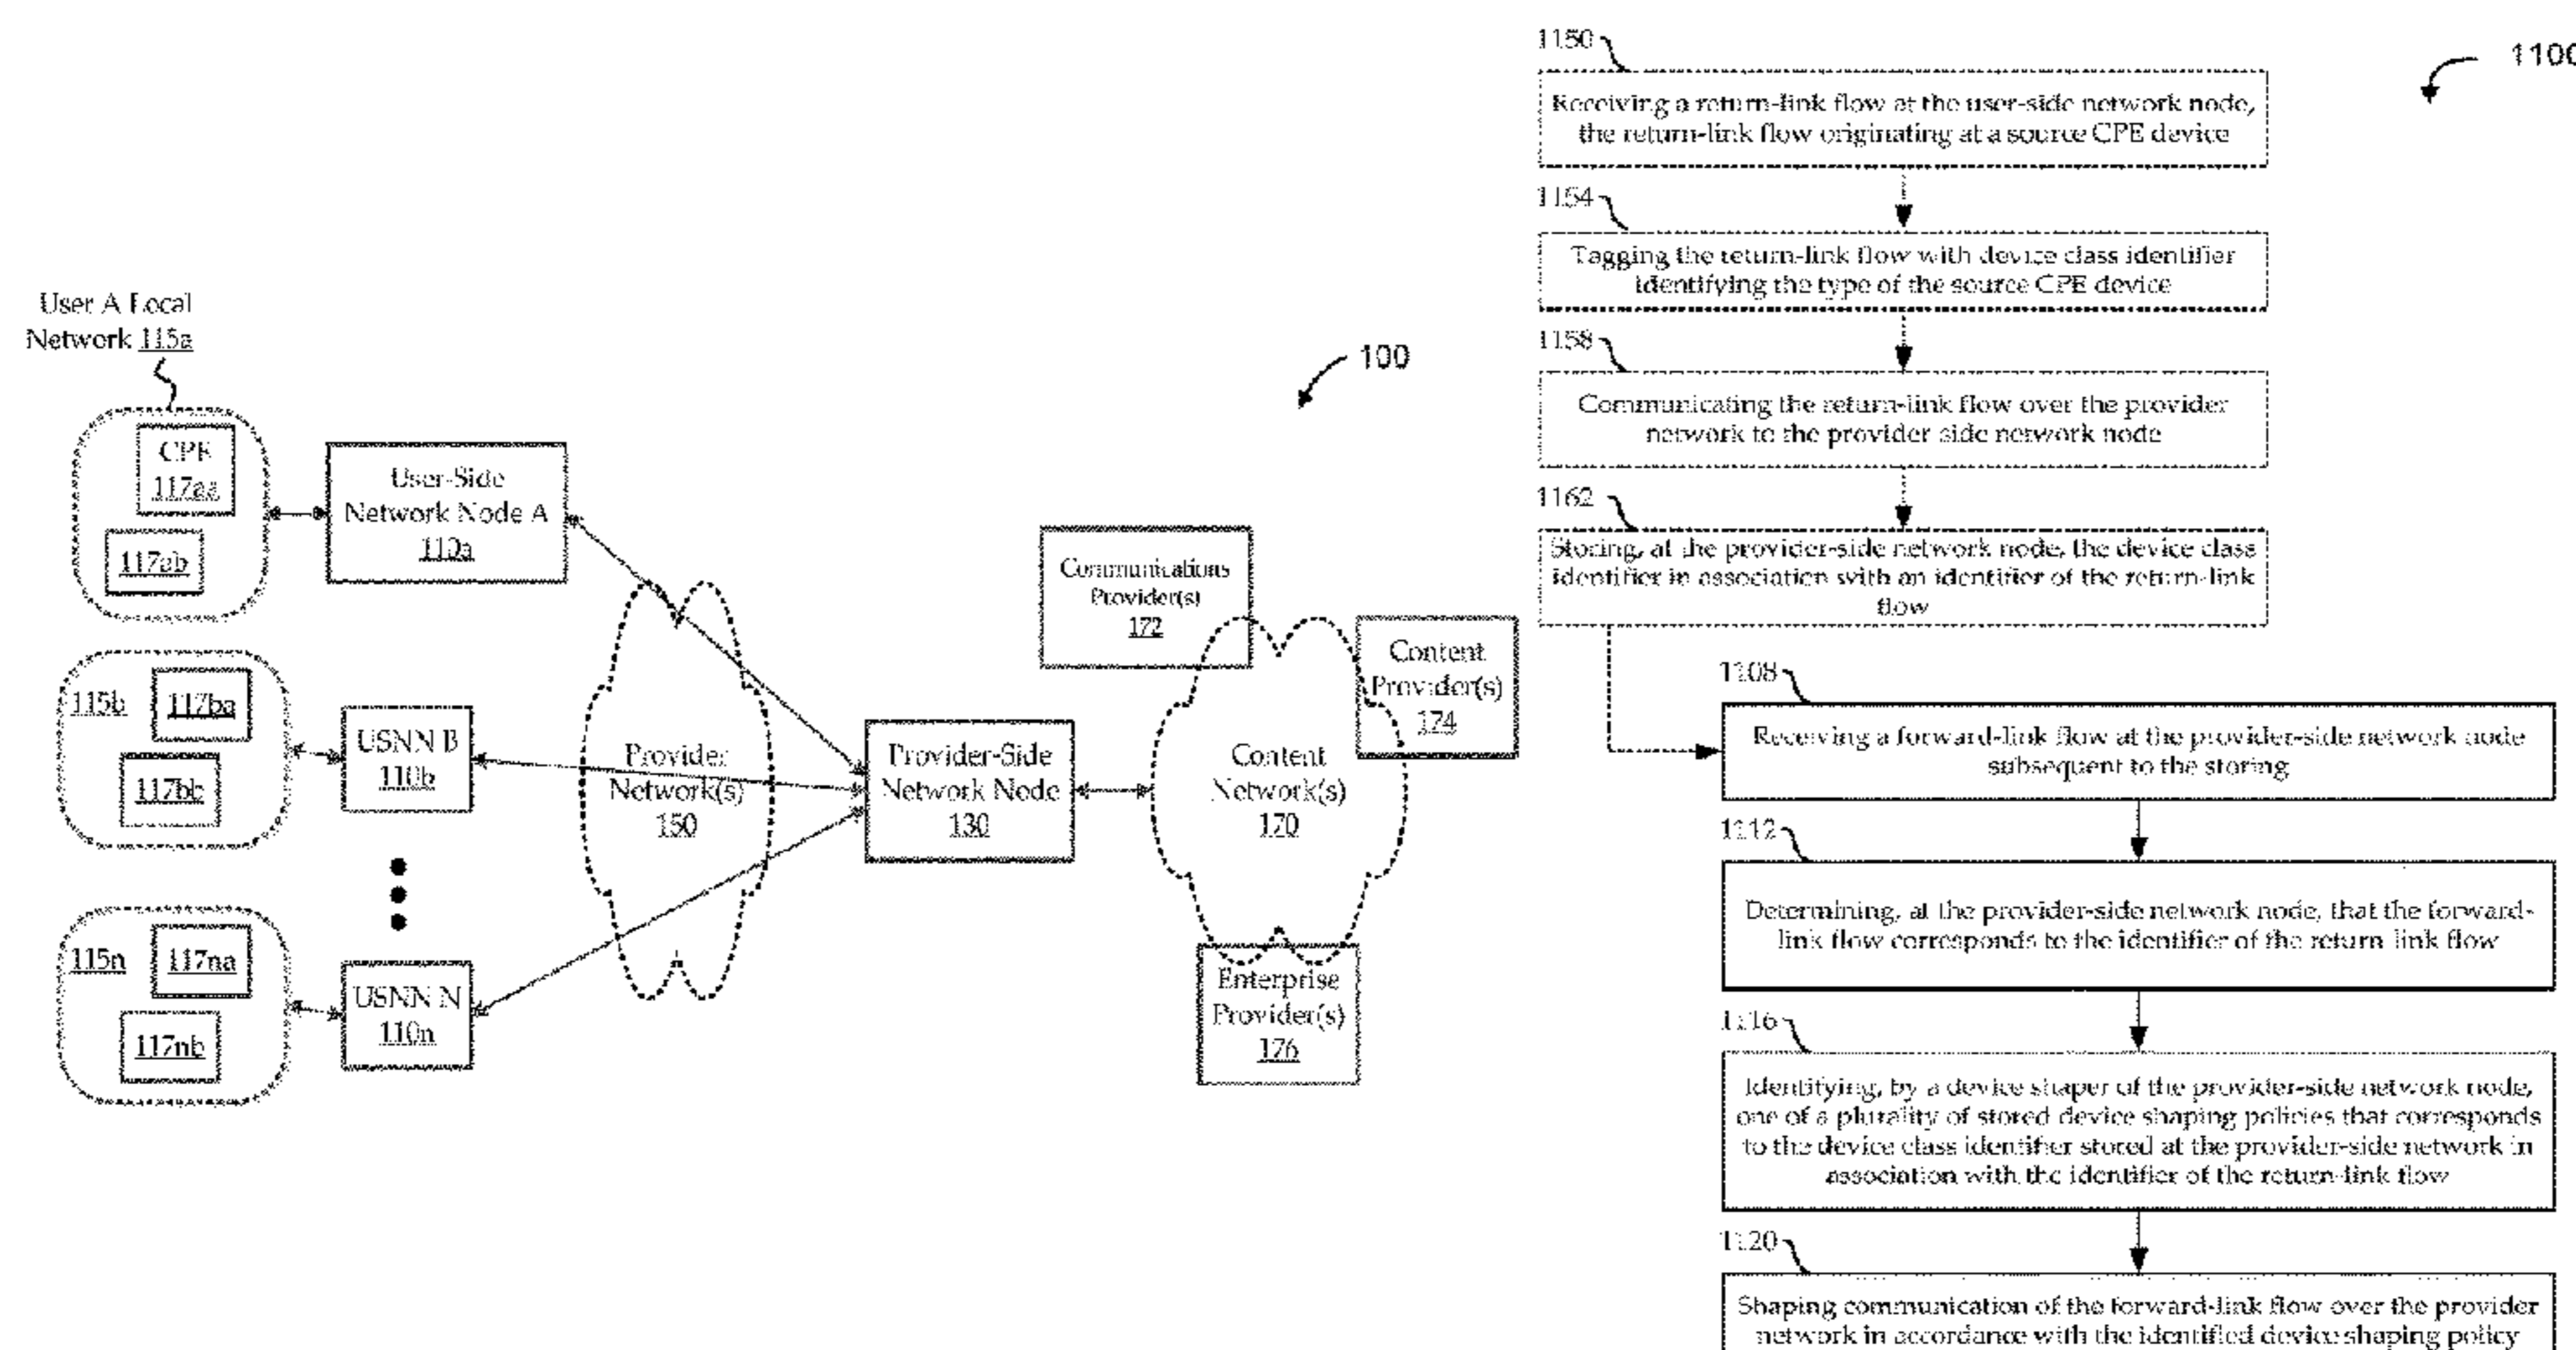 User A Local
Network 115a
CPE
117aa
117ab
User-Side
Network Node A
110a
115b
117ba
117bb
USNN B
110b
115n
117na
117nb
USNN N
110n
Provider
Network(s)
150
Provider-Side
Network Node
130
100
Communications
Provider(s)
172
Content
Provider(s)
174
Content
Network(s)
170
Enterprise
Provider(s)
176
1100
1150
Receiving a return-link flow at the user-side network node,
the return-link flow originating at a source CPE device
1154
Tagging the return-link flow with device class identifier
identifying the type of the source CPE device
1158
Communicating the return-link flow over the provider
network to the provider side network node
1162
Storing, at the provider-side network node, the device class
identifier in association with an identifier of the return-link
flow
1108
Receiving a forward-link flow at the provider-side network node
subsequent to the storing
1112
Determining, at the provider-side network node, that the forward-
link flow corresponds to the identifier of the return link flow
1116
Identifying, by a device shaper of the provider-side network node,
one of a plurality of stored device shaping policies that corresponds
to the device class identifier stored at the provider-side network in
association with the identifier of the return-link flow
1120
Shaping communication of the forward-link flow over the provider
network in accordance with the identified device shaping policy